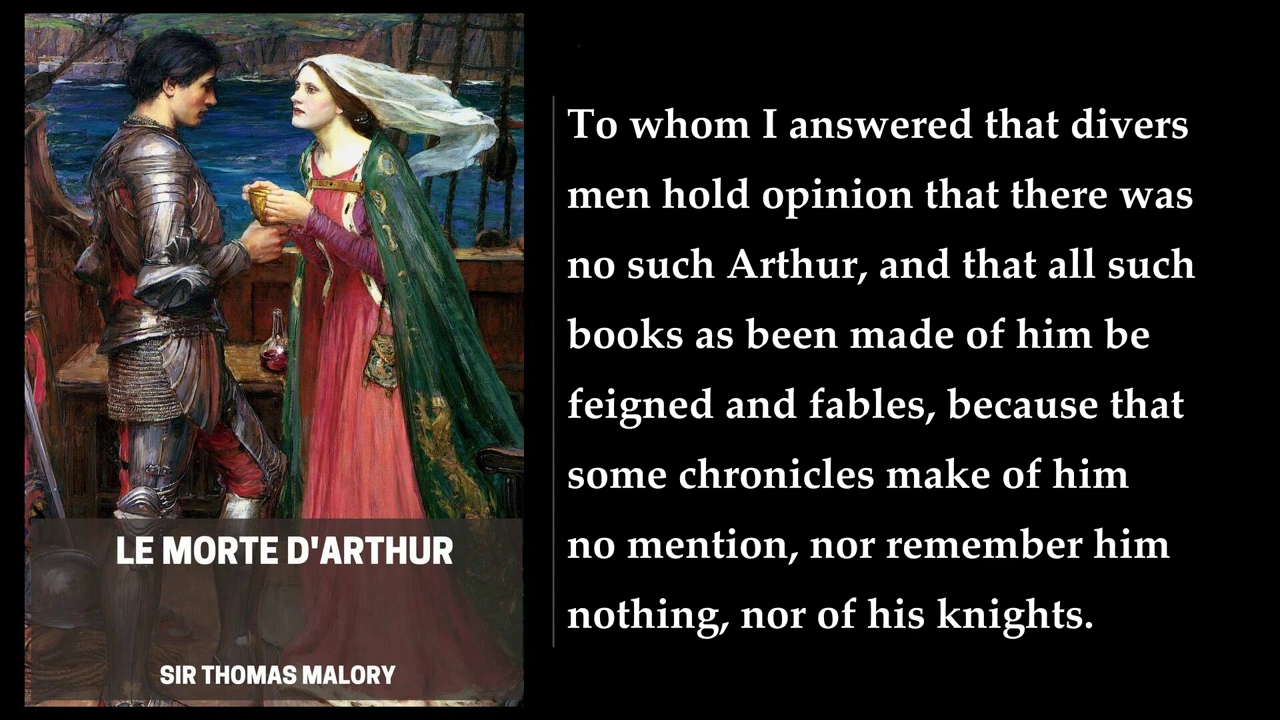 LE MORTE D'ARTHUR
SIR THOMAS MALORY
To whom I answered that divers
men hold opinion that there was
no such Arthur, and that all such
books as been made of him be
feigned and fables, because that
some chronicles make of him
no mention, nor remember him
nothing, nor of his knights.